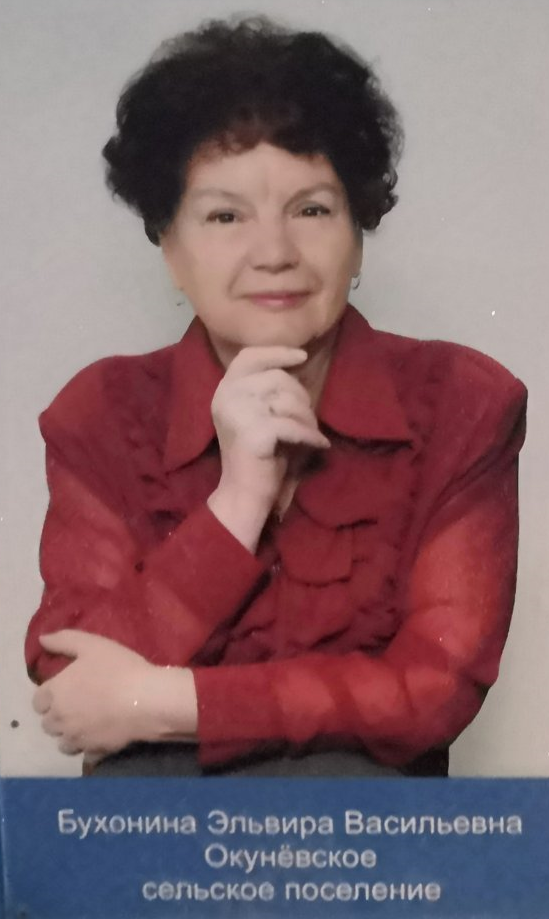 Бухонина Эльвира Васильевна
Окунёвское
сельское поселение